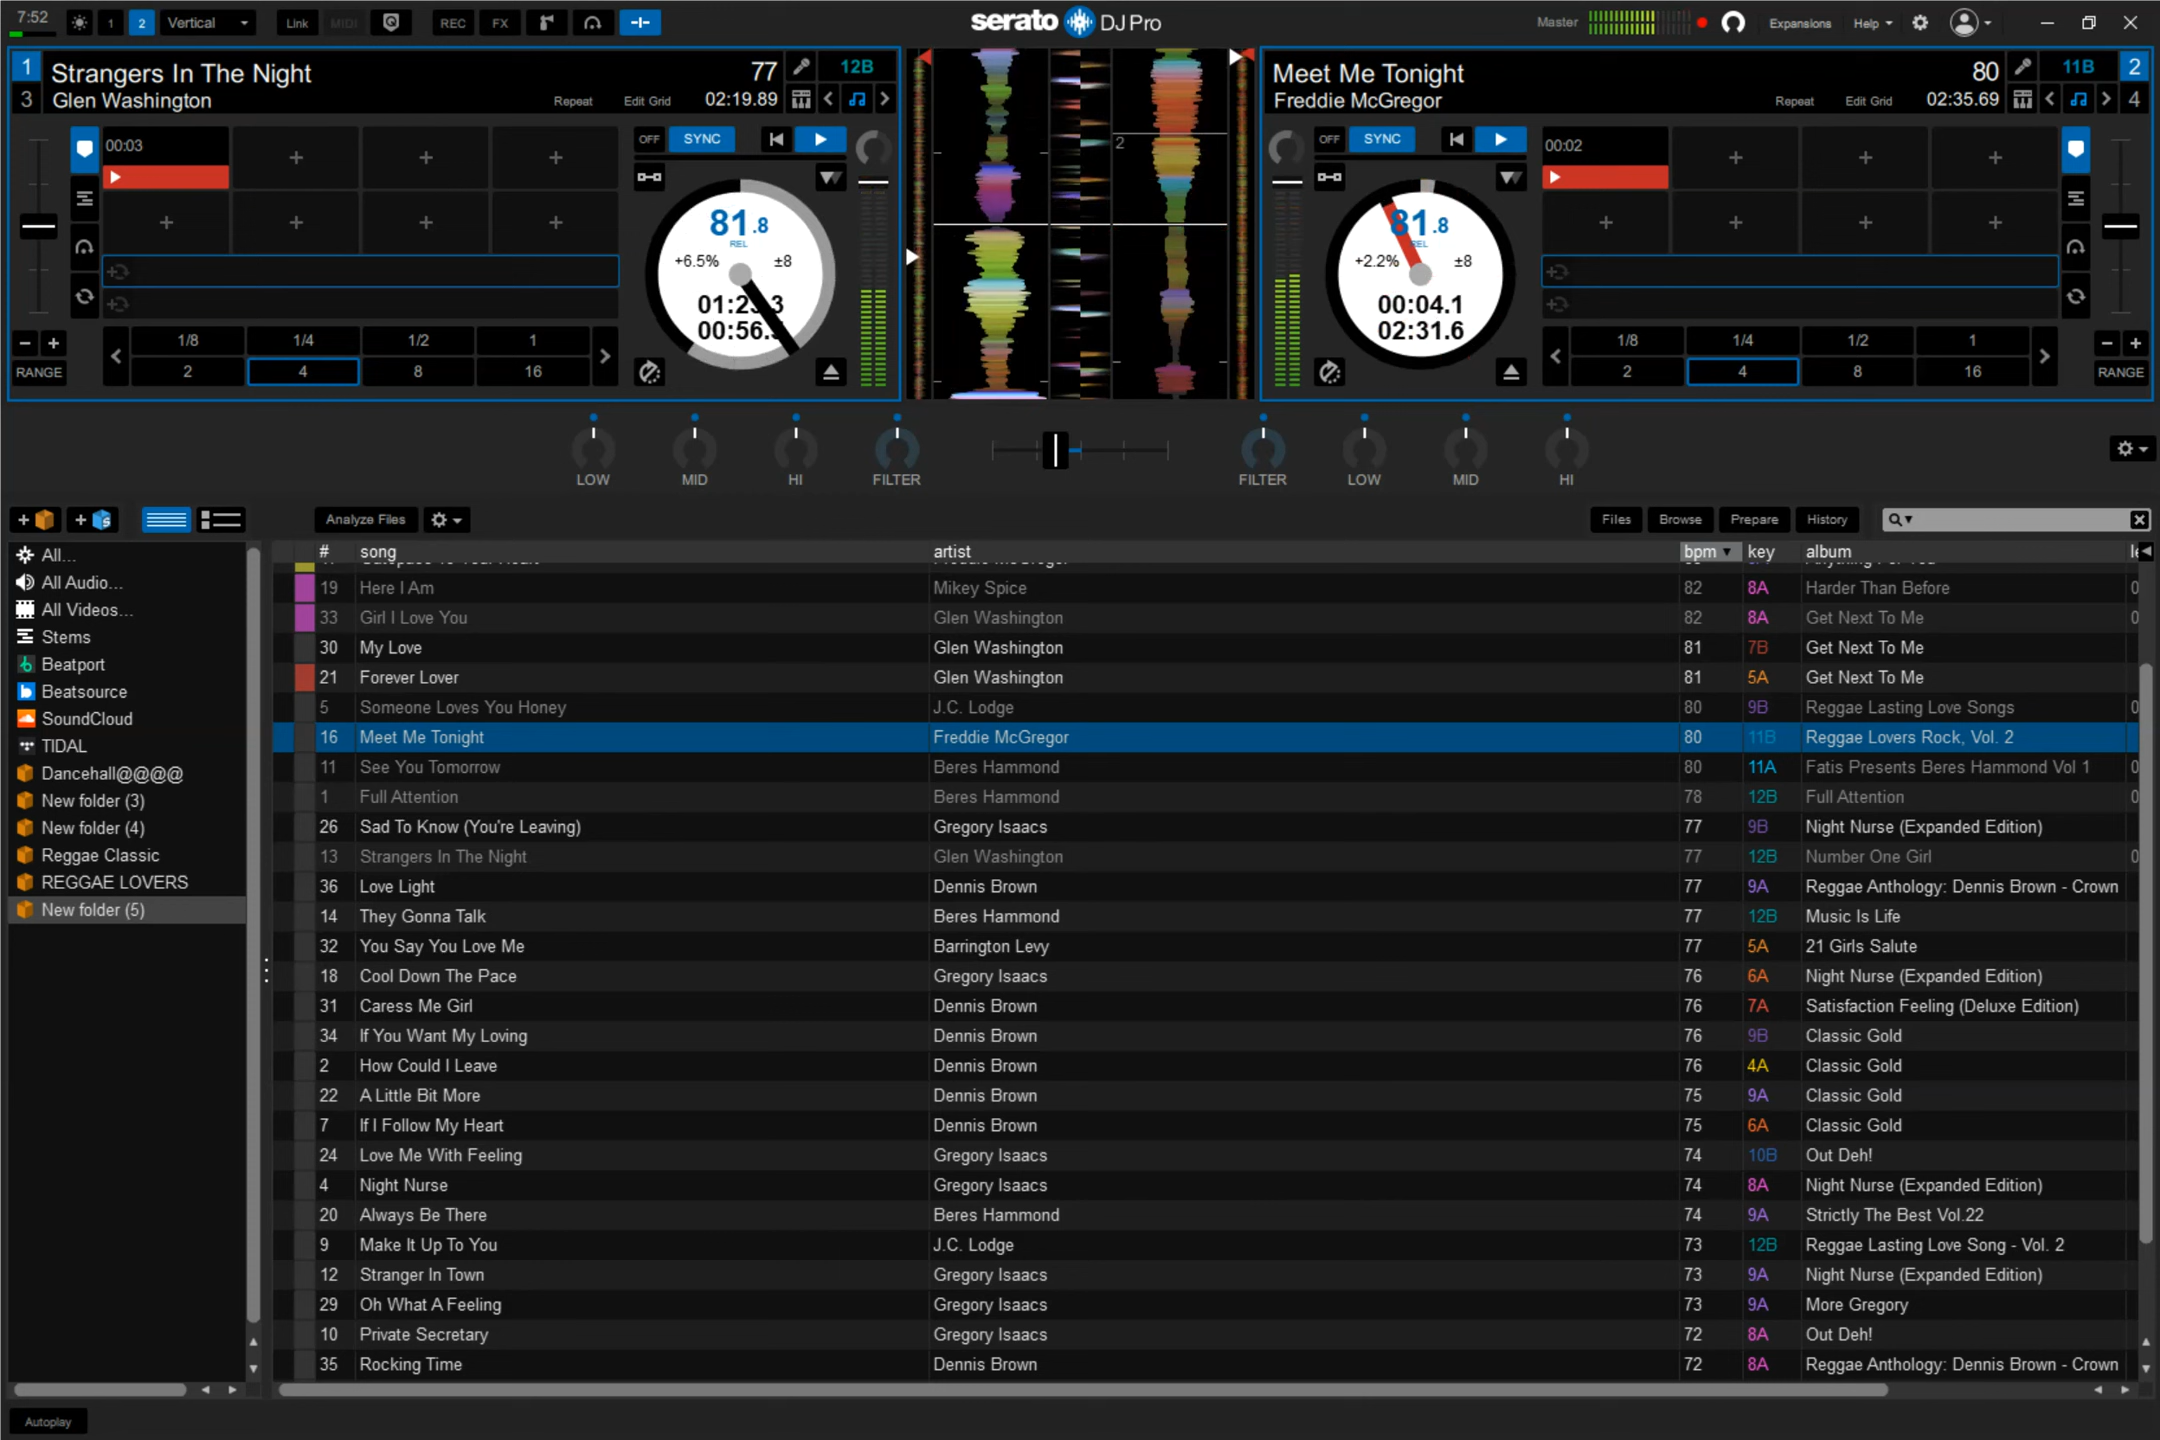 7:52 1 2 Vertical Link MIDI REC FX serato DJ Pro Master Expansions Help
1 Strangers In The Night 77 12B
3 Glen Washington Repeat Edit Grid 02:19.89
Meet Me Tonight 80 11B 2
Freddie McGregor Repeat Edit Grid 02:35.69 4
00:03 OFF SYNC
81.8
REL
+6.5% ±8
- + 1/8 1/4 1/2 1
RANGE 2 4 8 16
2
00:02 OFF SYNC
81.8
+2.2% ±8
00:04.1
02:31.6
1/8 1/4 1/2 1 - +
2 4 8 16 RANGE
LOW MID HI FILTER FILTER LOW MID HI
Analyze Files Files Browse Prepare History
All...
All Audio...
All Videos...
Stems
Beatport
Beatsource
SoundCloud
TIDAL
Dancehall@@@@
New folder (3)
New folder (4)
Reggae Classic
REGGAE LOVERS
New folder (5)
# song artist bpm key album
19 Here I Am Mikey Spice 82 8A Harder Than Before 0
33 Girl I Love You Glen Washington 82 8A Get Next To Me 0
30 My Love Glen Washington 81 7B Get Next To Me
21 Forever Lover Glen Washington 81 5A Get Next To Me
5 Someone Loves You Honey J.C. Lodge 80 9B Reggae Lasting Love Songs 0
16 Meet Me Tonight Freddie McGregor 80 11B Reggae Lovers Rock, Vol. 2
11 See You Tomorrow Beres Hammond 80 11A Fatis Presents Beres Hammond Vol 1 0
1 Full Attention Beres Hammond 78 12B Full Attention 0
26 Sad To Know (You're Leaving) Gregory Isaacs 77 9B Night Nurse (Expanded Edition)
13 Strangers In The Night Glen Washington 77 12B Number One Girl 0
36 Love Light Dennis Brown 77 9A Reggae Anthology: Dennis Brown - Crown
14 They Gonna Talk Beres Hammond 77 12B Music Is Life
32 You Say You Love Me Barrington Levy 77 5A 21 Girls Salute
18 Cool Down The Pace Gregory Isaacs 76 6A Night Nurse (Expanded Edition)
31 Caress Me Girl Dennis Brown 76 7A Satisfaction Feeling (Deluxe Edition)
34 If You Want My Loving Dennis Brown 76 9B Classic Gold
2 How Could I Leave Dennis Brown 76 4A Classic Gold
22 A Little Bit More Dennis Brown 75 9A Classic Gold
7 If I Follow My Heart Dennis Brown 75 6A Classic Gold
24 Love Me With Feeling Gregory Isaacs 74 10B Out Deh!
4 Night Nurse Gregory Isaacs 74 8A Night Nurse (Expanded Edition)
20 Always Be There Beres Hammond 74 9A Strictly The Best Vol.22
9 Make It Up To You J.C. Lodge 73 12B Reggae Lasting Love Song - Vol. 2
12 Stranger In Town Gregory Isaacs 73 9A Night Nurse (Expanded Edition)
29 Oh What A Feeling Gregory Isaacs 73 9A More Gregory
10 Private Secretary Gregory Isaacs 72 8A Out Deh!
35 Rocking Time Dennis Brown 72 8A Reggae Anthology: Dennis Brown - Crown
Autoplay